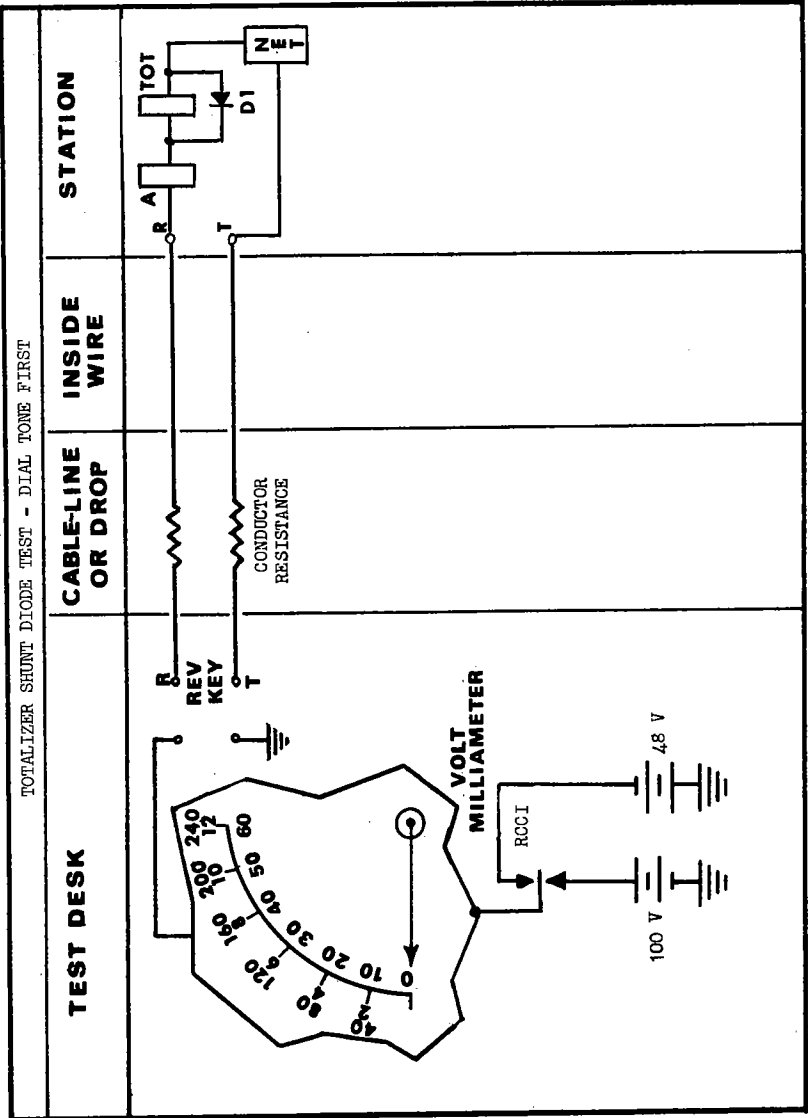 TOTALIZER SHUNT DIODE TEST - DIAL TONE FIRST
TEST DESK
CABLE-LINE
OR DROP
INSIDE
WIRE
STATION
240
12
60
200
10
50
160
8
40
120
6
30
80
4
20
40
2
10
0
R
REV
KEY
T
VOLT
MILLIAMETER
RCCI
100 V
48 V
CONDUCTOR
RESISTANCE
R
T
A
TOT
D1
NET